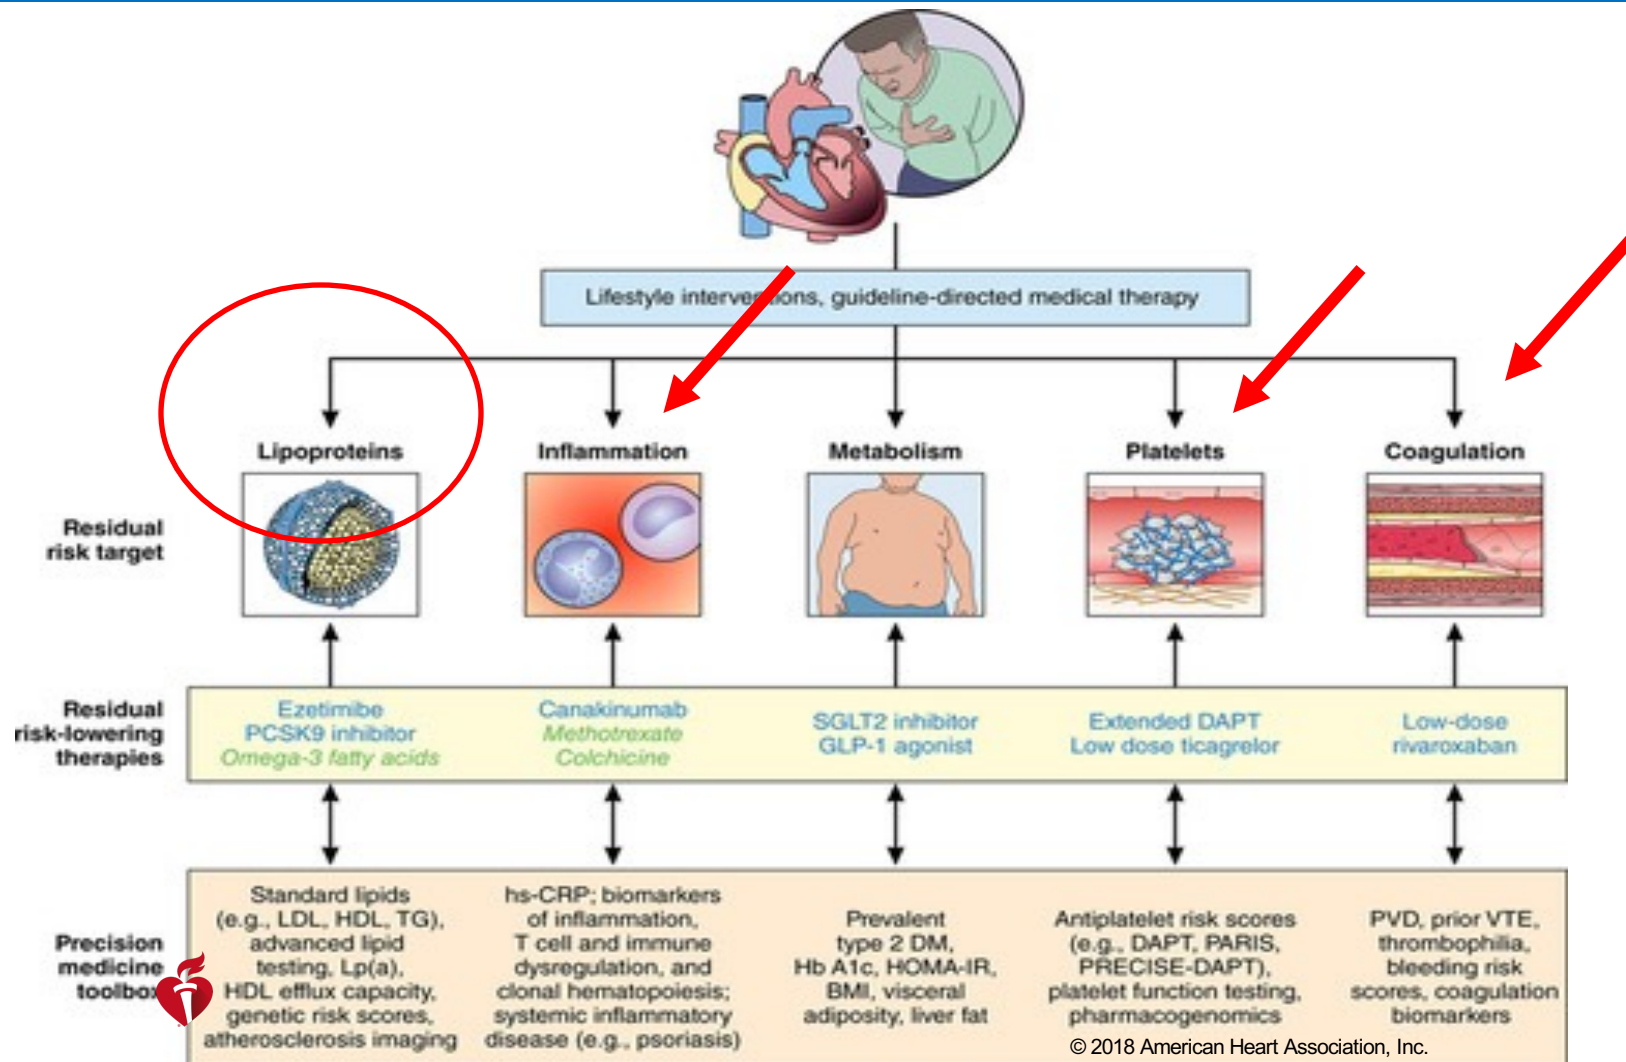 Lifestyle interventions, guideline-directed medical therapy
Lipoproteins
Inflammation
Metabolism
Platelets
Coagulation
Residual
risk target
Residual
risk-lowering
therapies
Ezetimibe
PCSK9 inhibitor
Omega-3 fatty acids
Canakinumab
Methotrexate
Colchicine
SGLT2 inhibitor
GLP-1 agonist
Extended DAPT
Low dose ticagrelor
Low-dose
rivaroxaban
Precision
medicine
toolbox
Standard lipids
(e.g., LDL, HDL, TG),
advanced lipid
testing, Lp(a),
HDL efflux capacity,
genetic risk scores,
atherosclerosis imaging
hs-CRP; biomarkers
of inflammation,
T cell and immune
dysregulation, and
clonal hematopoiesis;
systemic inflammatory
disease (e.g., psoriasis)
Prevalent
type 2 DM,
Hb A1c, HOMA-IR,
BMI, visceral
adiposity, liver fat
Antiplatelet risk scores
(e.g., DAPT, PARIS,
PRECISE-DAPT),
platelet function testing,
pharmacogenomics
PVD, prior VTE,
thrombophilia,
bleeding risk
scores, coagulation
biomarkers
© 2018 American Heart Association, Inc.